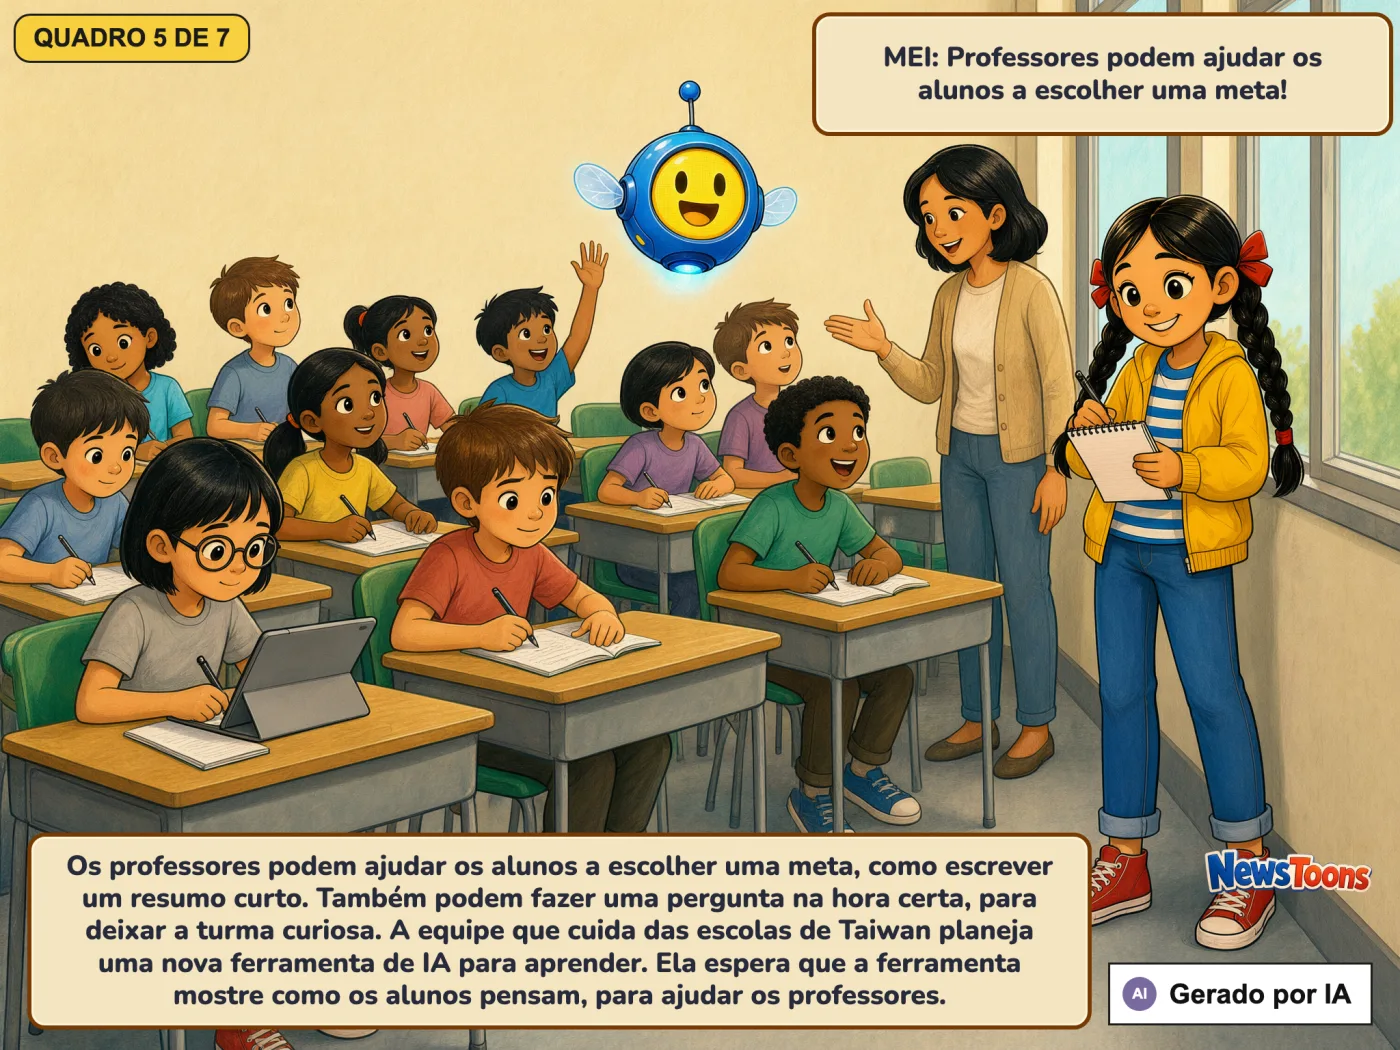 QUADRO 5 DE 7
MEI: Professores podem ajudar os
alunos a escolher uma meta!
Os professores podem ajudar os alunos a escolher uma meta, como escrever
um resumo curto. Também podem fazer uma pergunta na hora certa, para
deixar a turma curiosa. A equipe que cuida das escolas de Taiwan planeja
uma nova ferramenta de IA para aprender. Ela espera que a ferramenta
mostre como os alunos pensam, para ajudar os professores.
NewsToons
AI Gerado por IA